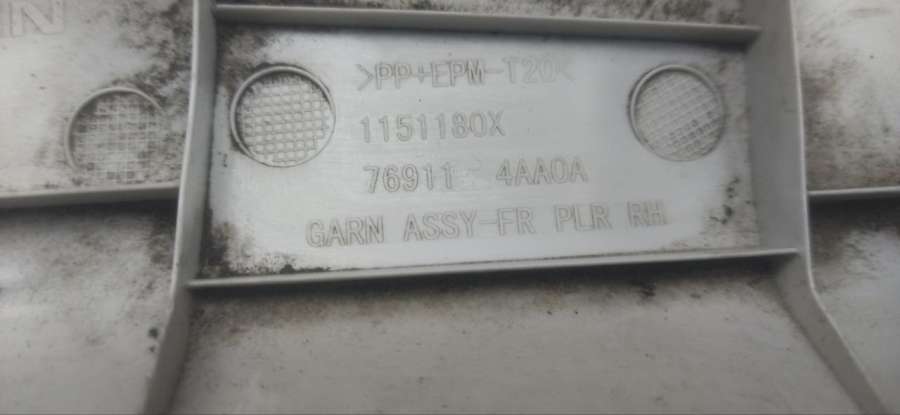 >PP+EPM-T20<
1151180X
76911 4AA0A
GARN ASSY-FR PLR RH